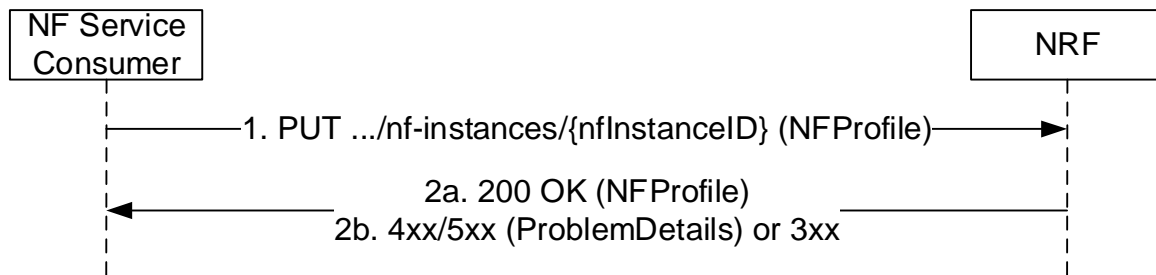 NF Service
Consumer
NRF
1. PUT .../nf-instances/{nfInstanceID} (NFProfile)
2a. 200 OK (NFProfile)
2b. 4xx/5xx (ProblemDetails) or 3xx